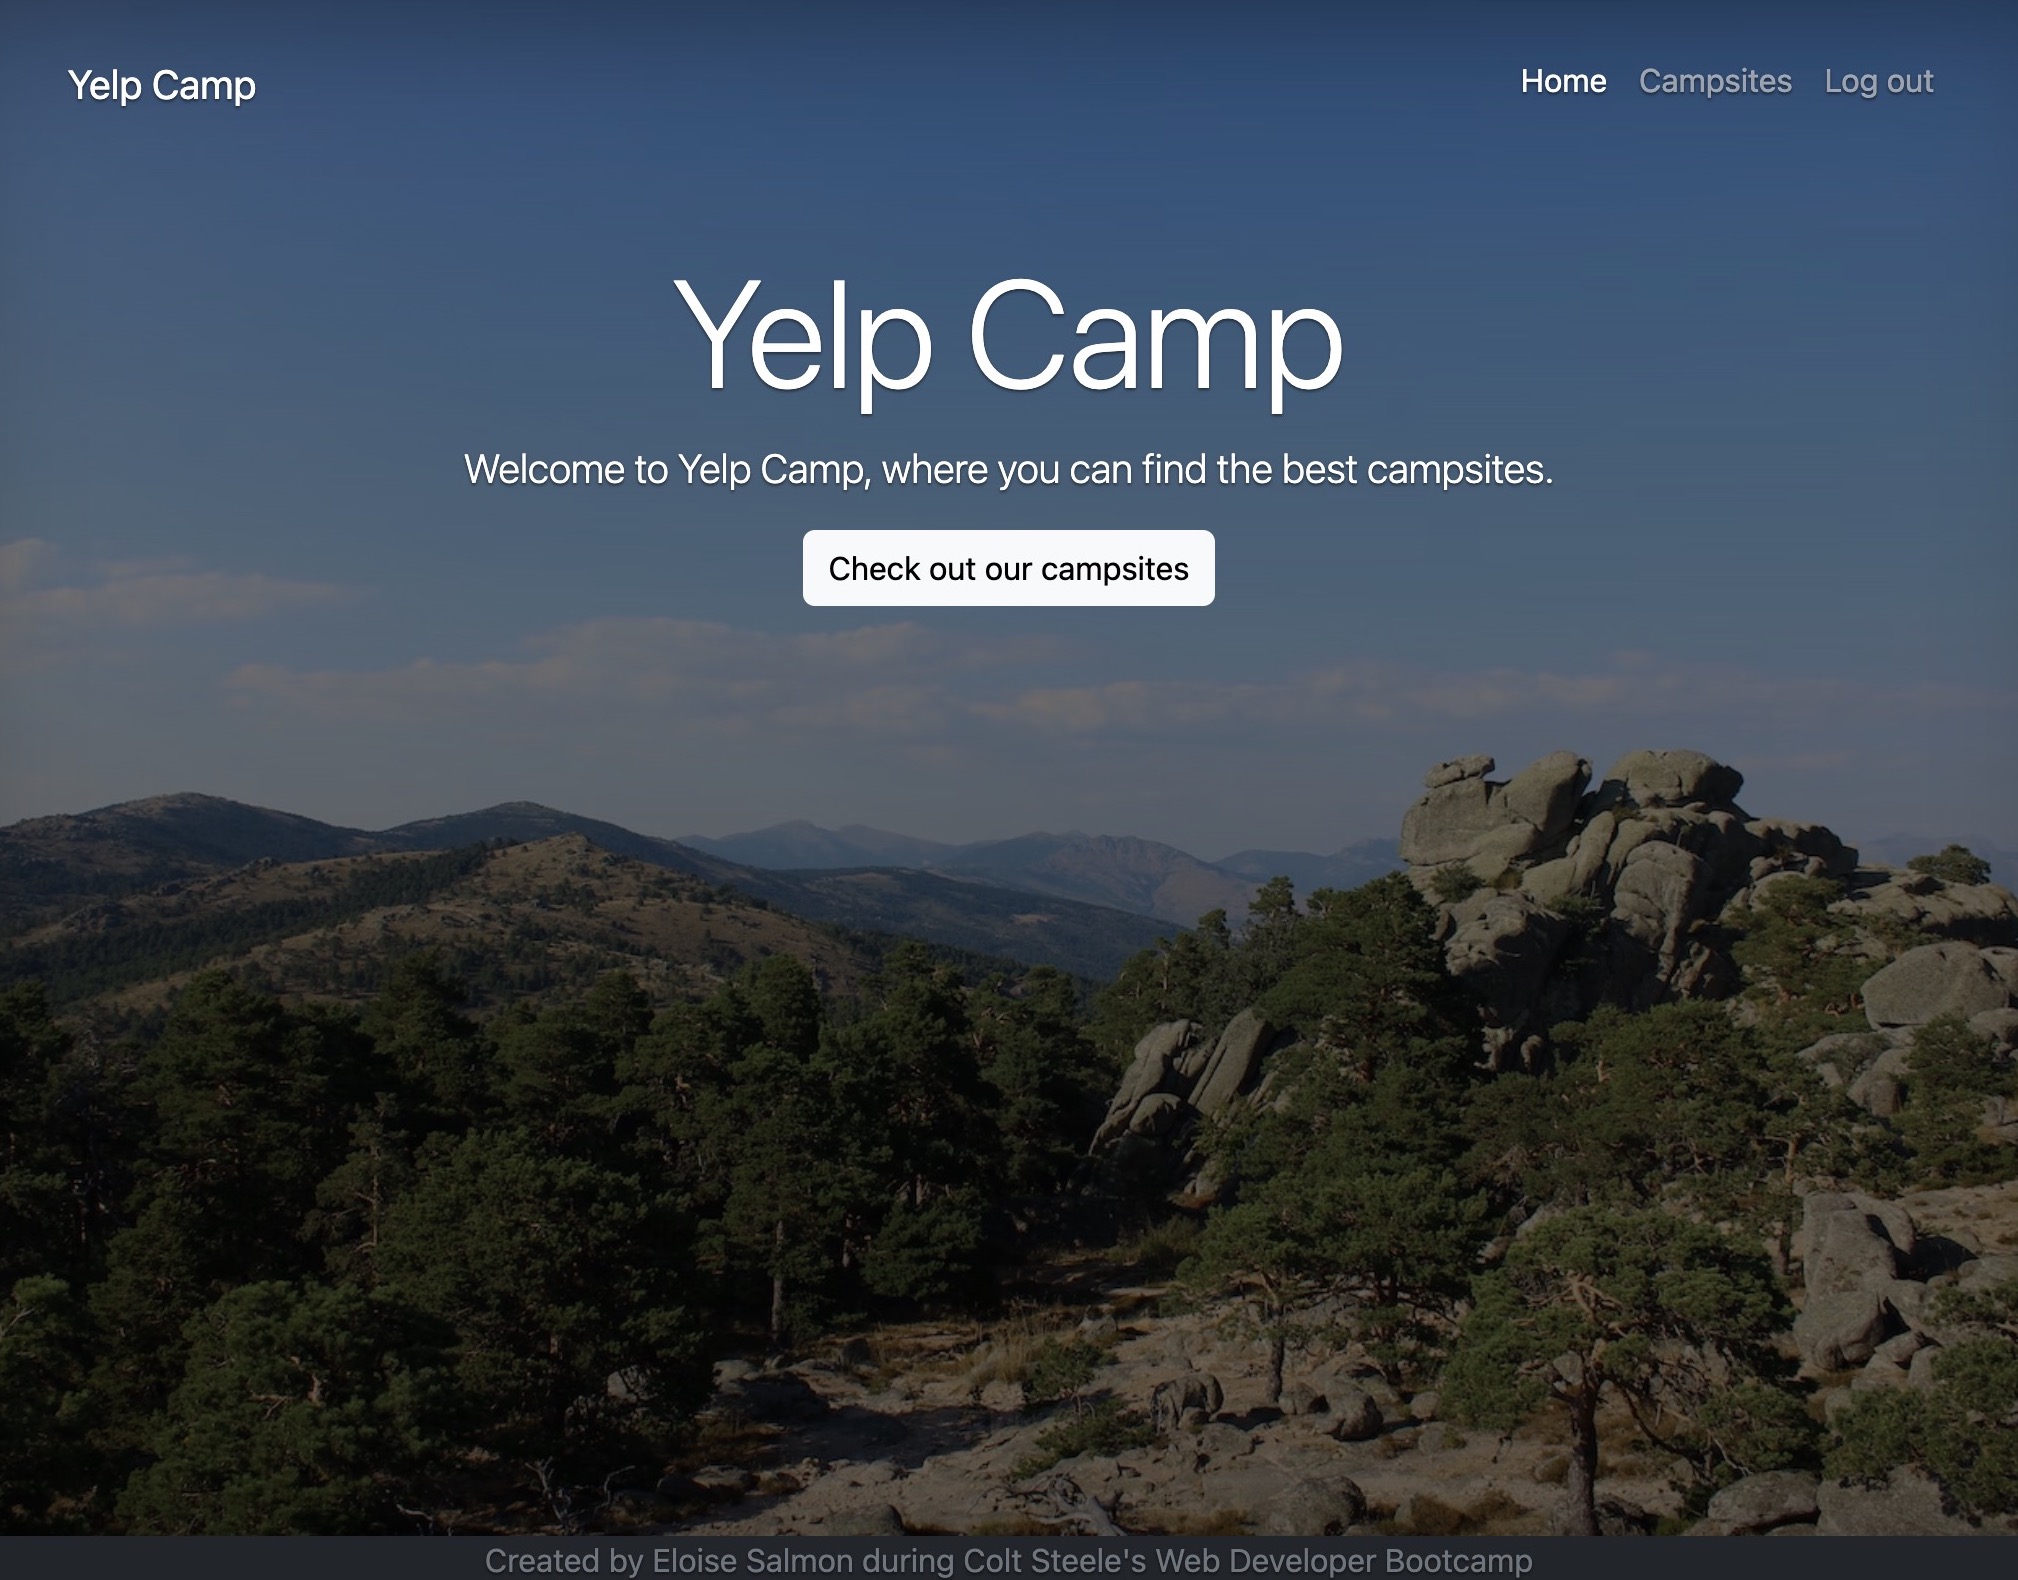 Yelp Camp
Home Campsites Log out
Yelp Camp
Welcome to Yelp Camp, where you can find the best campsites.
Check out our campsites
Created by Eloise Salmon during Colt Steele's Web Developer Bootcamp